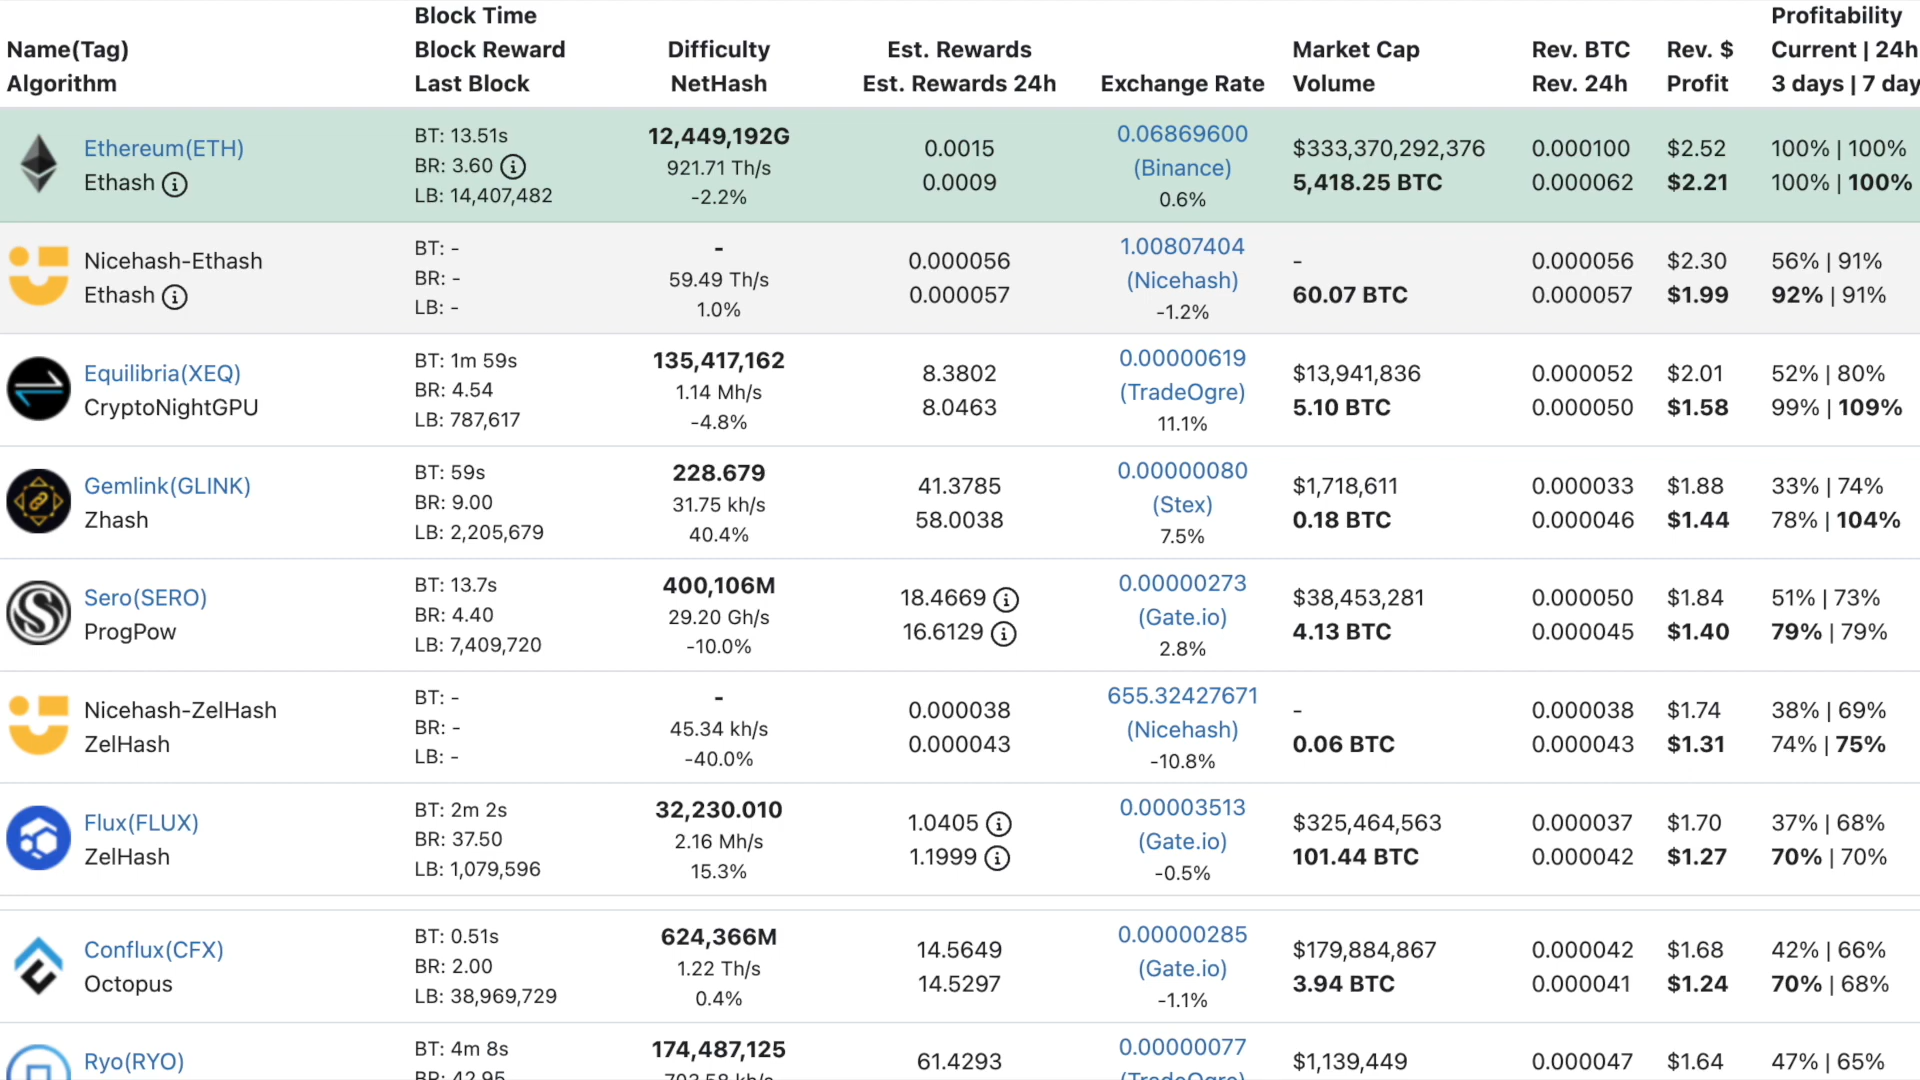 Name(Tag)
Algorithm
Block Time
Block Reward
Last Block
Difficulty
NetHash
Est. Rewards
Est. Rewards 24h
Exchange Rate
Market Cap
Volume
Rev. BTC
Rev. 24h
Rev. $
Profit
Profitability
Current | 24h
3 days | 7 day
Ethereum(ETH)
Ethash
BT: 13.51s
BR: 3.60
LB: 14,407,482
12,449,192G
921.71 Th/s
-2.2%
0.0015
0.0009
0.06869600
(Binance)
0.6%
$333,370,292,376
5,418.25 BTC
0.000100
0.000062
$2.52
$2.21
100% | 100%
100% | 100%
Nicehash-Ethash
Ethash
BT: -
BR: -
LB: -
-
59.49 Th/s
1.0%
0.000056
0.000057
1.00807404
(Nicehash)
-1.2%
-
60.07 BTC
0.000056
0.000057
$2.30
$1.99
56% | 91%
92% | 91%
Equilibria(XEQ)
CryptoNightGPU
BT: 1m 59s
BR: 4.54
LB: 787,617
135,417,162
1.14 Mh/s
-4.8%
8.3802
8.0463
0.00000619
(TradeOgre)
11.1%
$13,941,836
5.10 BTC
0.000052
0.000050
$2.01
$1.58
52% | 80%
99% | 109%
Gemlink(GLINK)
Zhash
BT: 59s
BR: 9.00
LB: 2,205,679
228.679
31.75 kh/s
40.4%
41.3785
58.0038
0.00000080
(Stex)
7.5%
$1,718,611
0.18 BTC
0.000033
0.000046
$1.88
$1.44
33% | 74%
78% | 104%
Sero(SERO)
ProgPow
BT: 13.7s
BR: 4.40
LB: 7,409,720
400,106M
29.20 Gh/s
-10.0%
18.4669
16.6129
0.00000273
(Gate.io)
2.8%
$38,453,281
4.13 BTC
0.000050
0.000045
$1.84
$1.40
51% | 73%
79% | 79%
Nicehash-ZelHash
ZelHash
BT: -
BR: -
LB: -
-
45.34 kh/s
-40.0%
0.000038
0.000043
655.32427671
(Nicehash)
-10.8%
-
0.06 BTC
0.000038
0.000043
$1.74
$1.31
38% | 69%
74% | 75%
Flux(FLUX)
ZelHash
BT: 2m 2s
BR: 37.50
LB: 1,079,596
32,230.010
2.16 Mh/s
15.3%
1.0405
1.1999
0.00003513
(Gate.io)
-0.5%
$325,464,563
101.44 BTC
0.000037
0.000042
$1.70
$1.27
37% | 68%
70% | 70%
Conflux(CFX)
Octopus
BT: 0.51s
BR: 2.00
LB: 38,969,729
624,366M
1.22 Th/s
0.4%
14.5649
14.5297
0.00000285
(Gate.io)
-1.1%
$179,884,867
3.94 BTC
0.000042
0.000041
$1.68
$1.24
42% | 66%
70% | 68%
Ryo(RYO)
BT: 4m 8s
BR: 42.95
174,487,125
703.58 kh/s
61.4293
0.00000077
(TradeOgre)
$1,139,449
0.000047
$1.64
47% | 65%